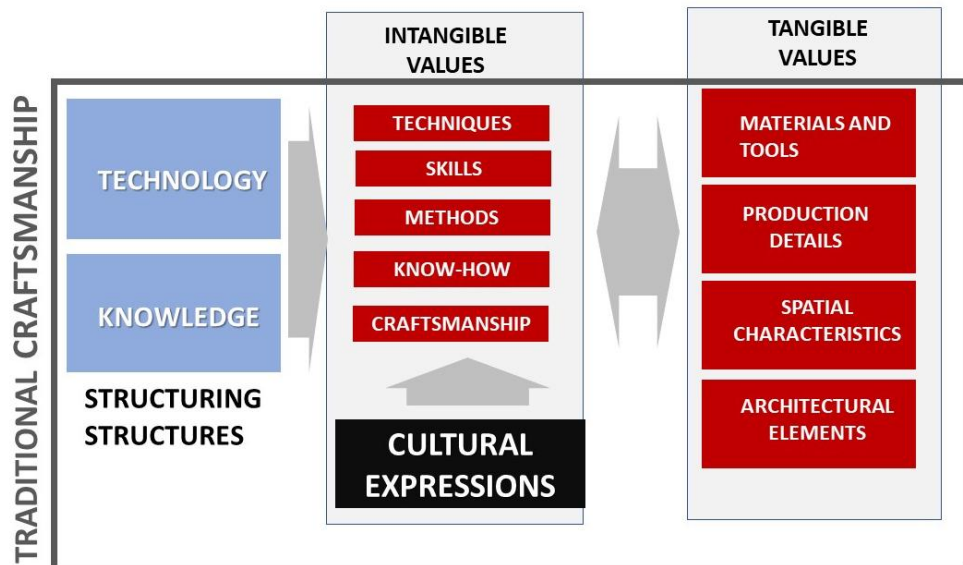 TRADITIONAL CRAFTSMANSHIP
TECHNOLOGY
KNOWLEDGE
STRUCTURING
STRUCTURES
INTANGIBLE
VALUES
TECHNIQUES
SKILLS
METHODS
KNOW-HOW
CRAFTSMANSHIP
CULTURAL
EXPRESSIONS
TANGIBLE
VALUES
MATERIALS AND
TOOLS
PRODUCTION
DETAILS
SPATIAL
CHARACTERISTICS
ARCHITECTURAL
ELEMENTS